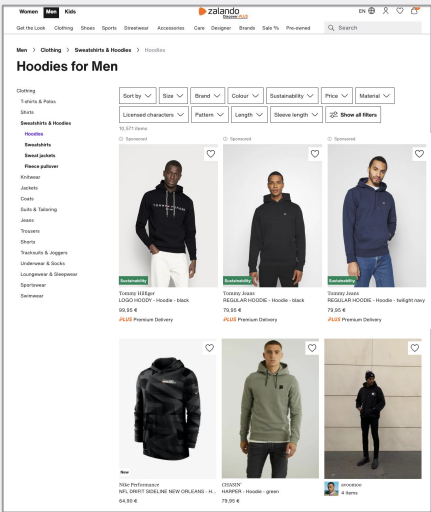 Women Men Kids
zalando
Discover PLUS
EN
Get the Look Clothing Shoes Sports Streetwear Accessories Care Designer Brands Sale % Pre-owned Search
Men > Clothing > Sweatshirts & Hoodies > Hoodies
Hoodies for Men
Clothing
T-shirts & Polos
Shirts
Sweatshirts & Hoodies
Hoodies
Sweatshirts
Sweat jackets
Fleece pullover
Knitwear
Jackets
Coats
Suits & Tailoring
Jeans
Trousers
Shorts
Tracksuits & Joggers
Underwear & Socks
Loungewear & Sleepwear
Sportswear
Swimwear
Sort by Size Brand Colour Sustainability Price Material
Licensed characters Pattern Length Sleeve length Show all filters
10,571 items
Sponsored Sponsored Sponsored
TOMMY HILFIGER
Sustainability Sustainability Sustainability
Tommy Hilfiger Tommy Jeans Tommy Jeans
LOGO HOODY - Hoodie - black REGULAR HOODIE - Hoodie - black REGULAR HOODIE - Hoodie - twilight navy
99,95 € 79,95 € 79,95 €
PLUS Premium Delivery PLUS Premium Delivery PLUS Premium Delivery
New
Nike Performance CHASIN' avocmoe
NFL DRIFIT SIDELINE NEW ORLEANS - H... HARPER - Hoodie - green 4 items
64,90 € 79,95 €